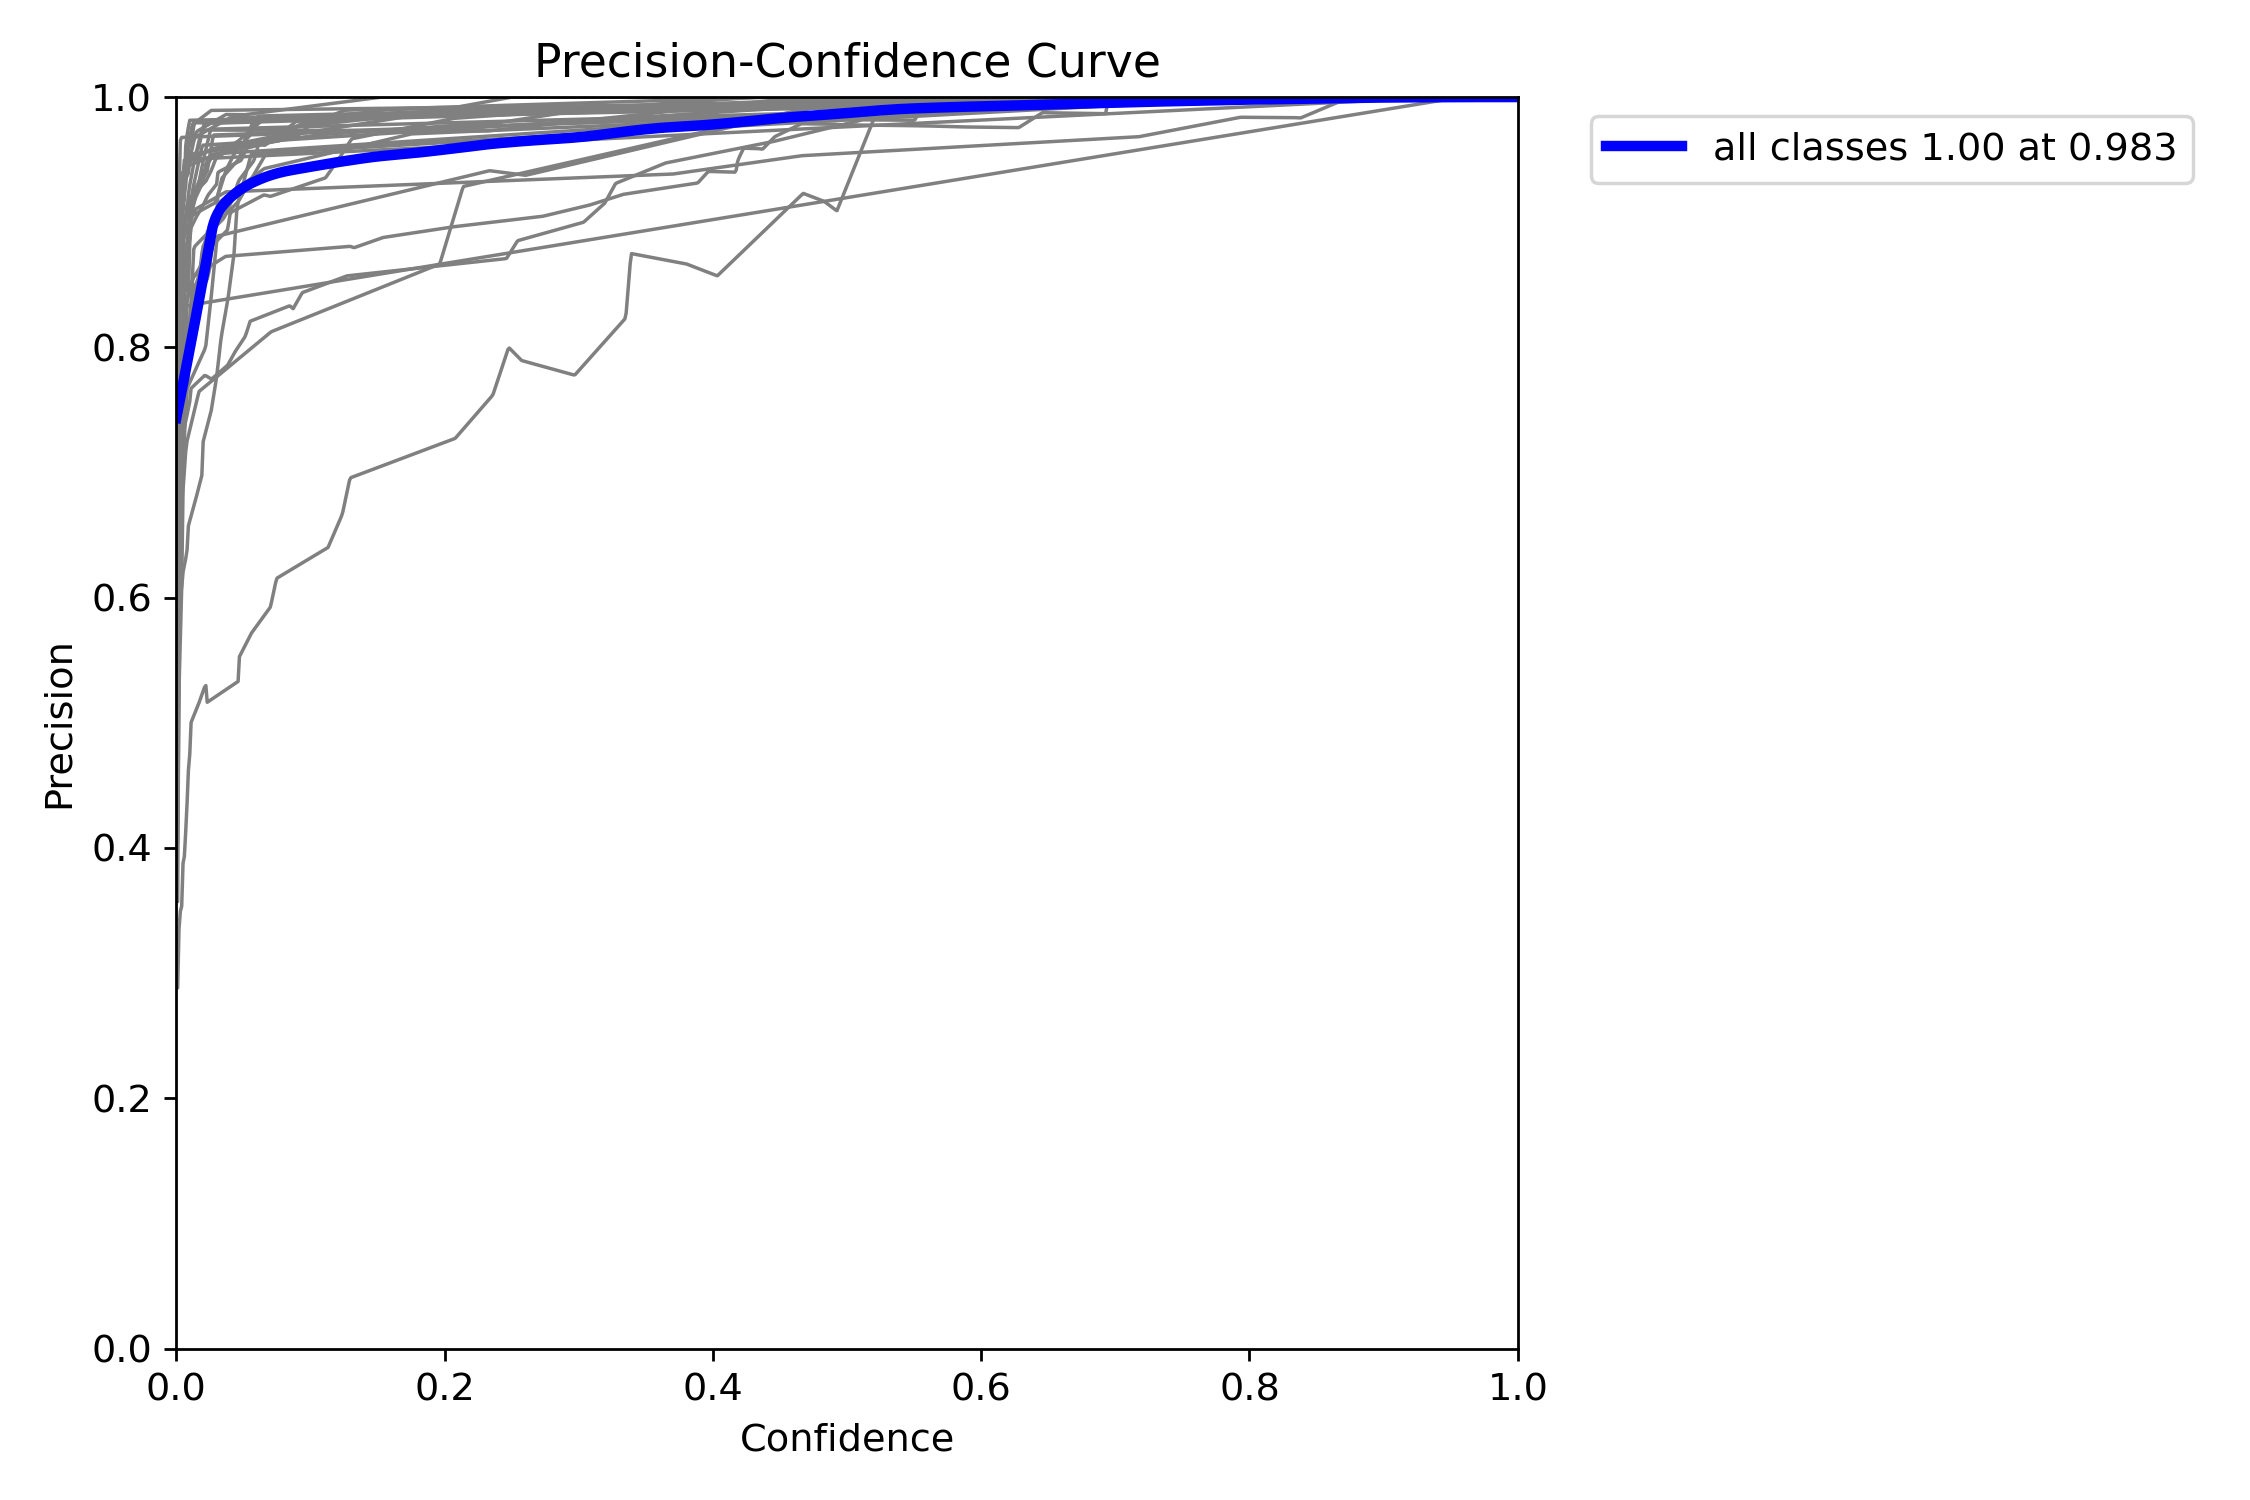 Precision-Confidence Curve
1.0
0.8
0.6
0.4
0.2
0.0
Precision
0.0 0.2 0.4 0.6 0.8 1.0
Confidence
all classes 1.00 at 0.983